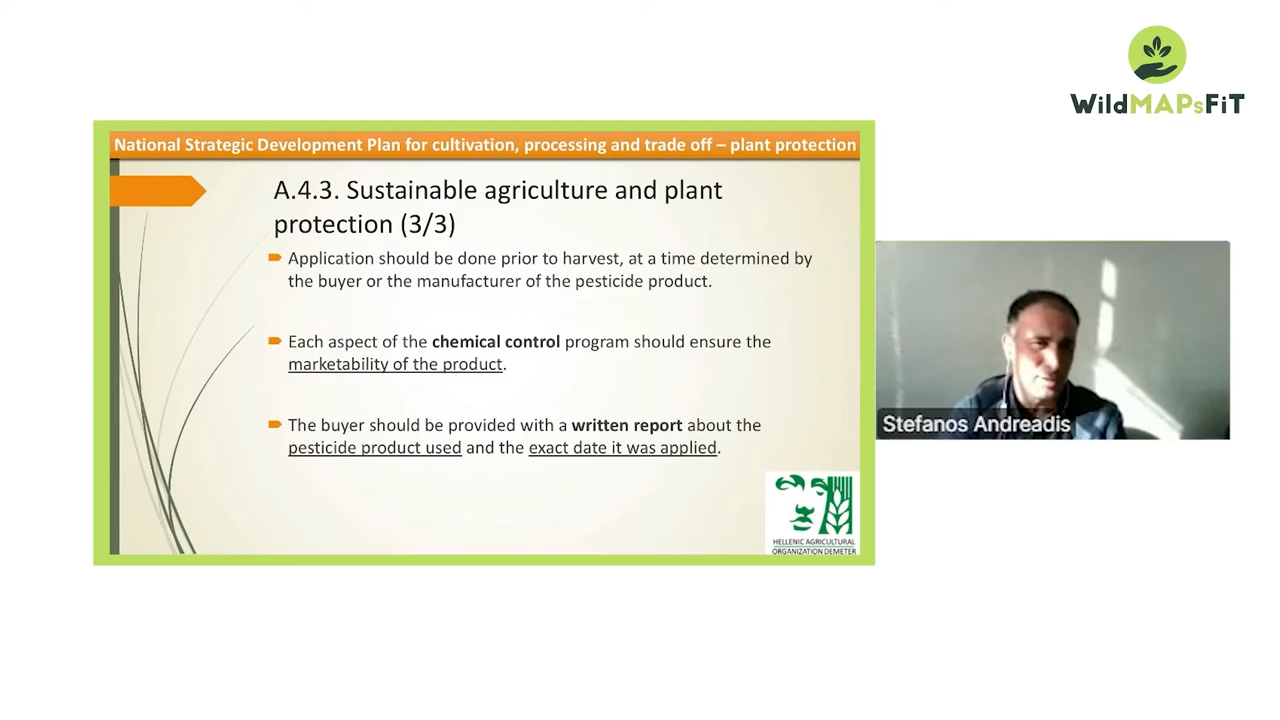 WildMAPsFiT
National Strategic Development Plan for cultivation, processing and trade off – plant protection
A.4.3. Sustainable agriculture and plant
protection (3/3)
Application should be done prior to harvest, at a time determined by
the buyer or the manufacturer of the pesticide product.
Each aspect of the chemical control program should ensure the
marketability of the product.
The buyer should be provided with a written report about the
pesticide product used and the exact date it was applied.
Stefanos Andreadis
HELLENIC AGRICULTURAL
ORGANIZATION DEMETER